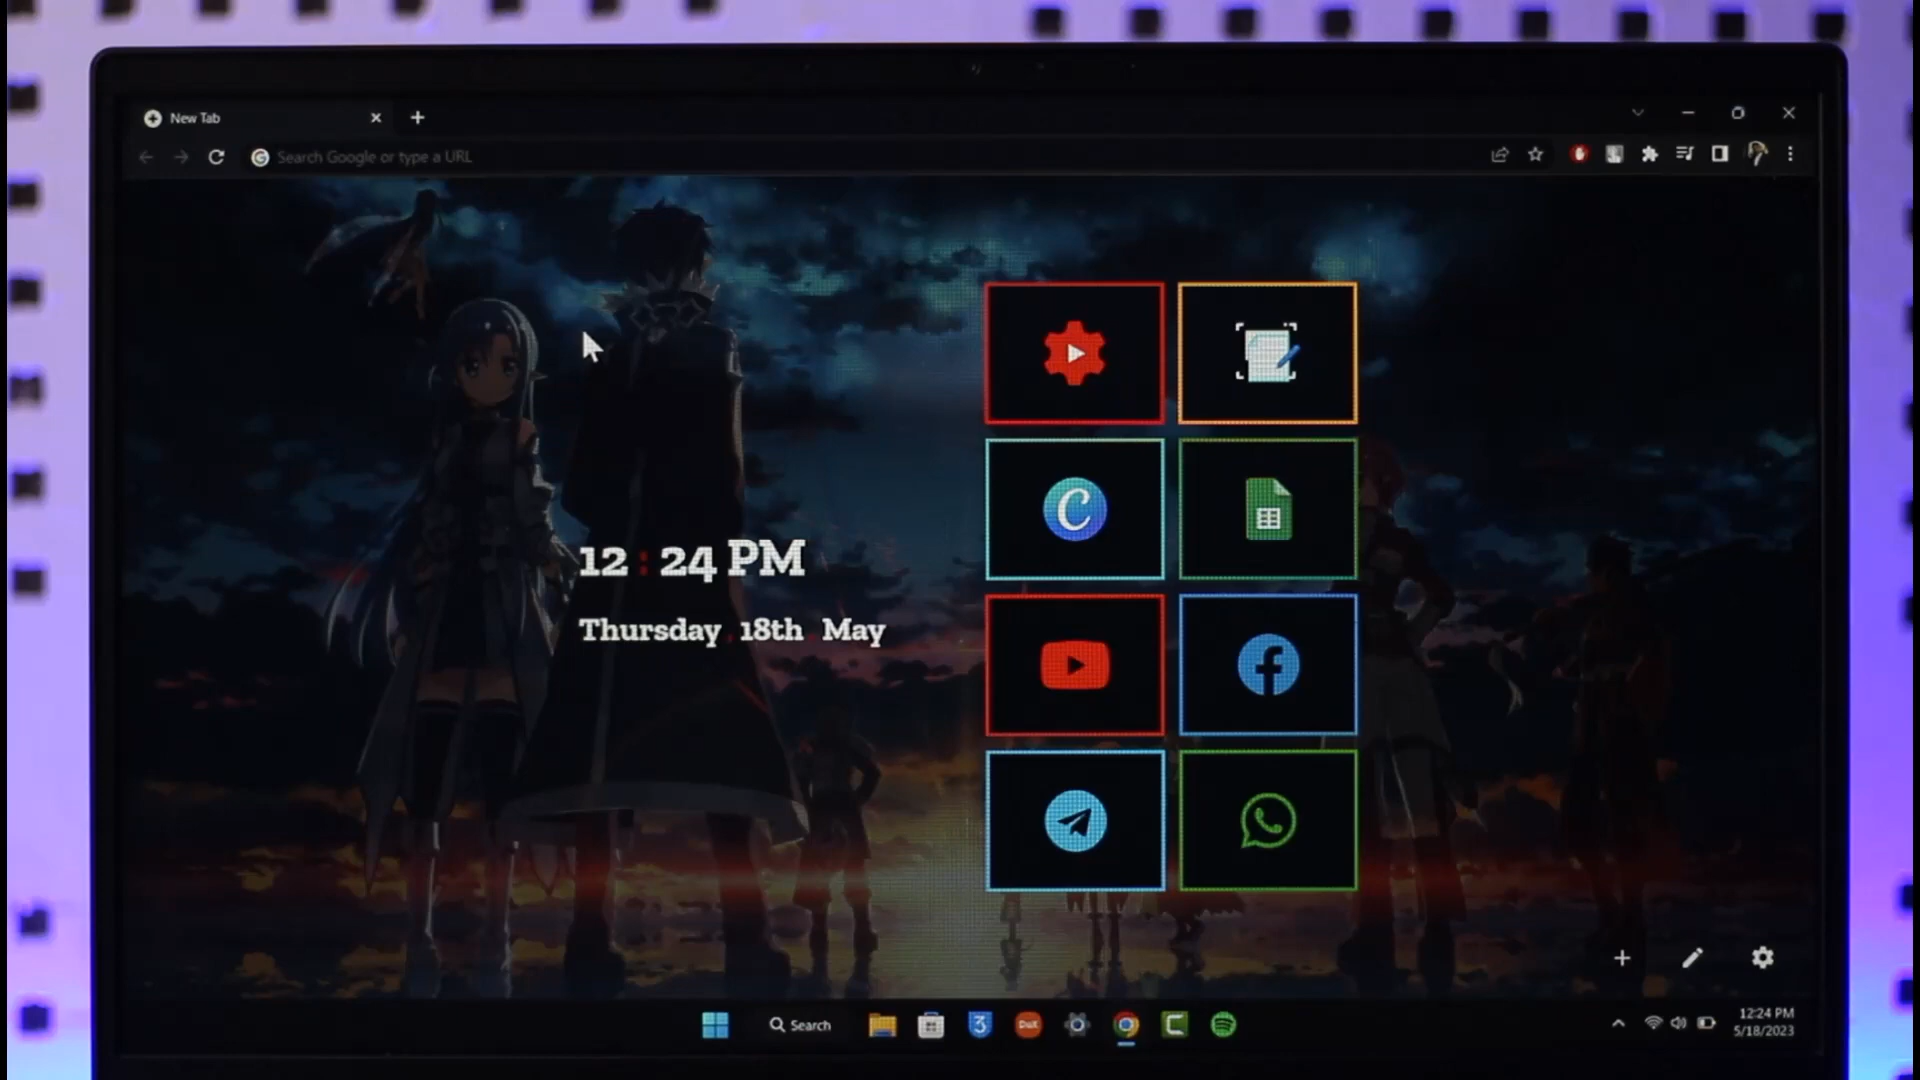 New Tab
Search Google or type a URL
12 : 24 PM
Thursday, 18th May
Search
12:24 PM
5/18/2023